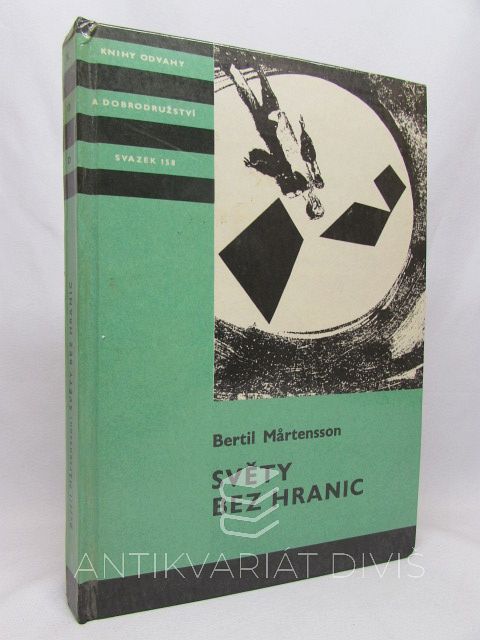 KNIHY ODVAHY
A DOBRODRUŽSTVÍ
SVAZEK 158
Bertil Mårtensson
SVĚTY
BEZ HRANIC
ANTIKVARIÁT DIVIŠ